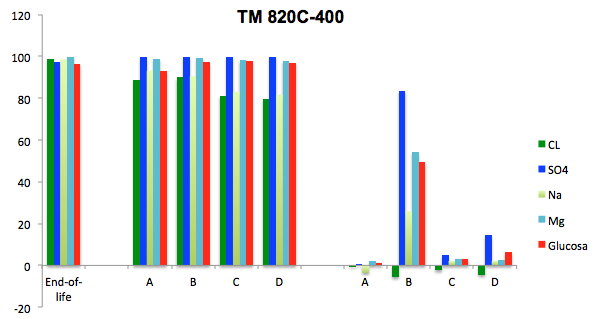 TM 820C-400
120
100
80
60
40
20
0
-20
End-of-
life
A
B
C
D
A
B
C
D
CL
SO4
Na
Mg
Glucosa